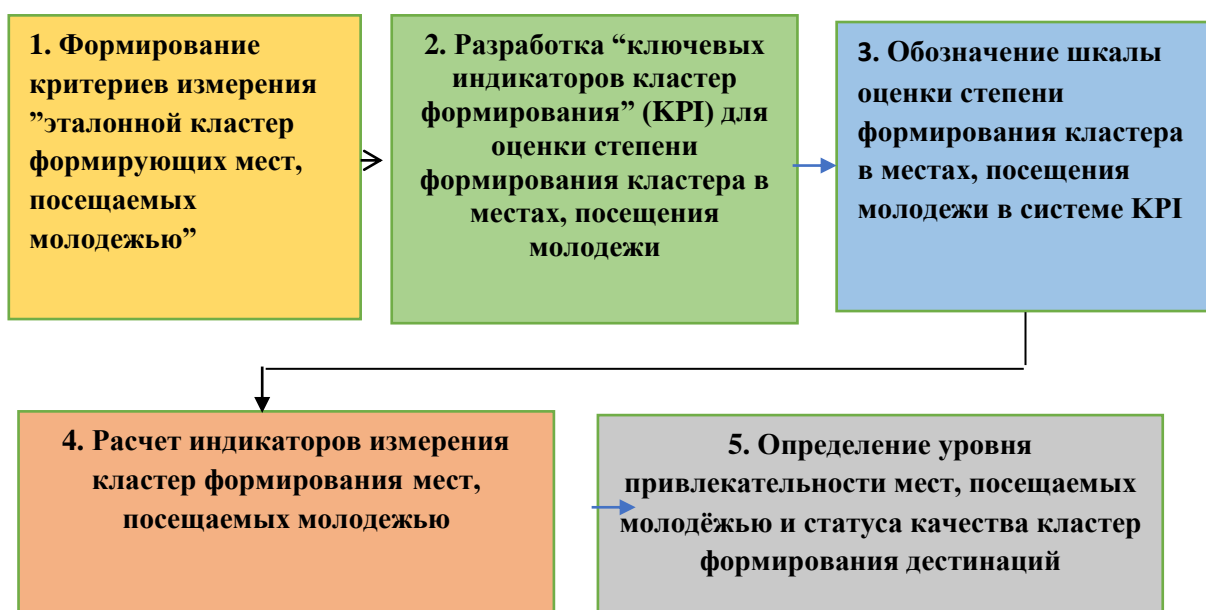 1. Формирование
критериев измерения
”эталонной кластер
формирующих мест,
посещаемых
молодежью”
2. Разработка “ключевых
индикаторов кластер
формирования” (KPI) для
оценки степени
формирования кластера в
местах, посещения
молодежи
3. Обозначение шкалы
оценки степени
формирования кластера
в местах, посещения
молодежи в системе KPI
4. Расчет индикаторов измерения
кластер формирования мест,
посещаемых молодежью
5. Определение уровня
привлекательности мест, посещаемых
молодёжью и статуса качества кластер
формирования дестинаций